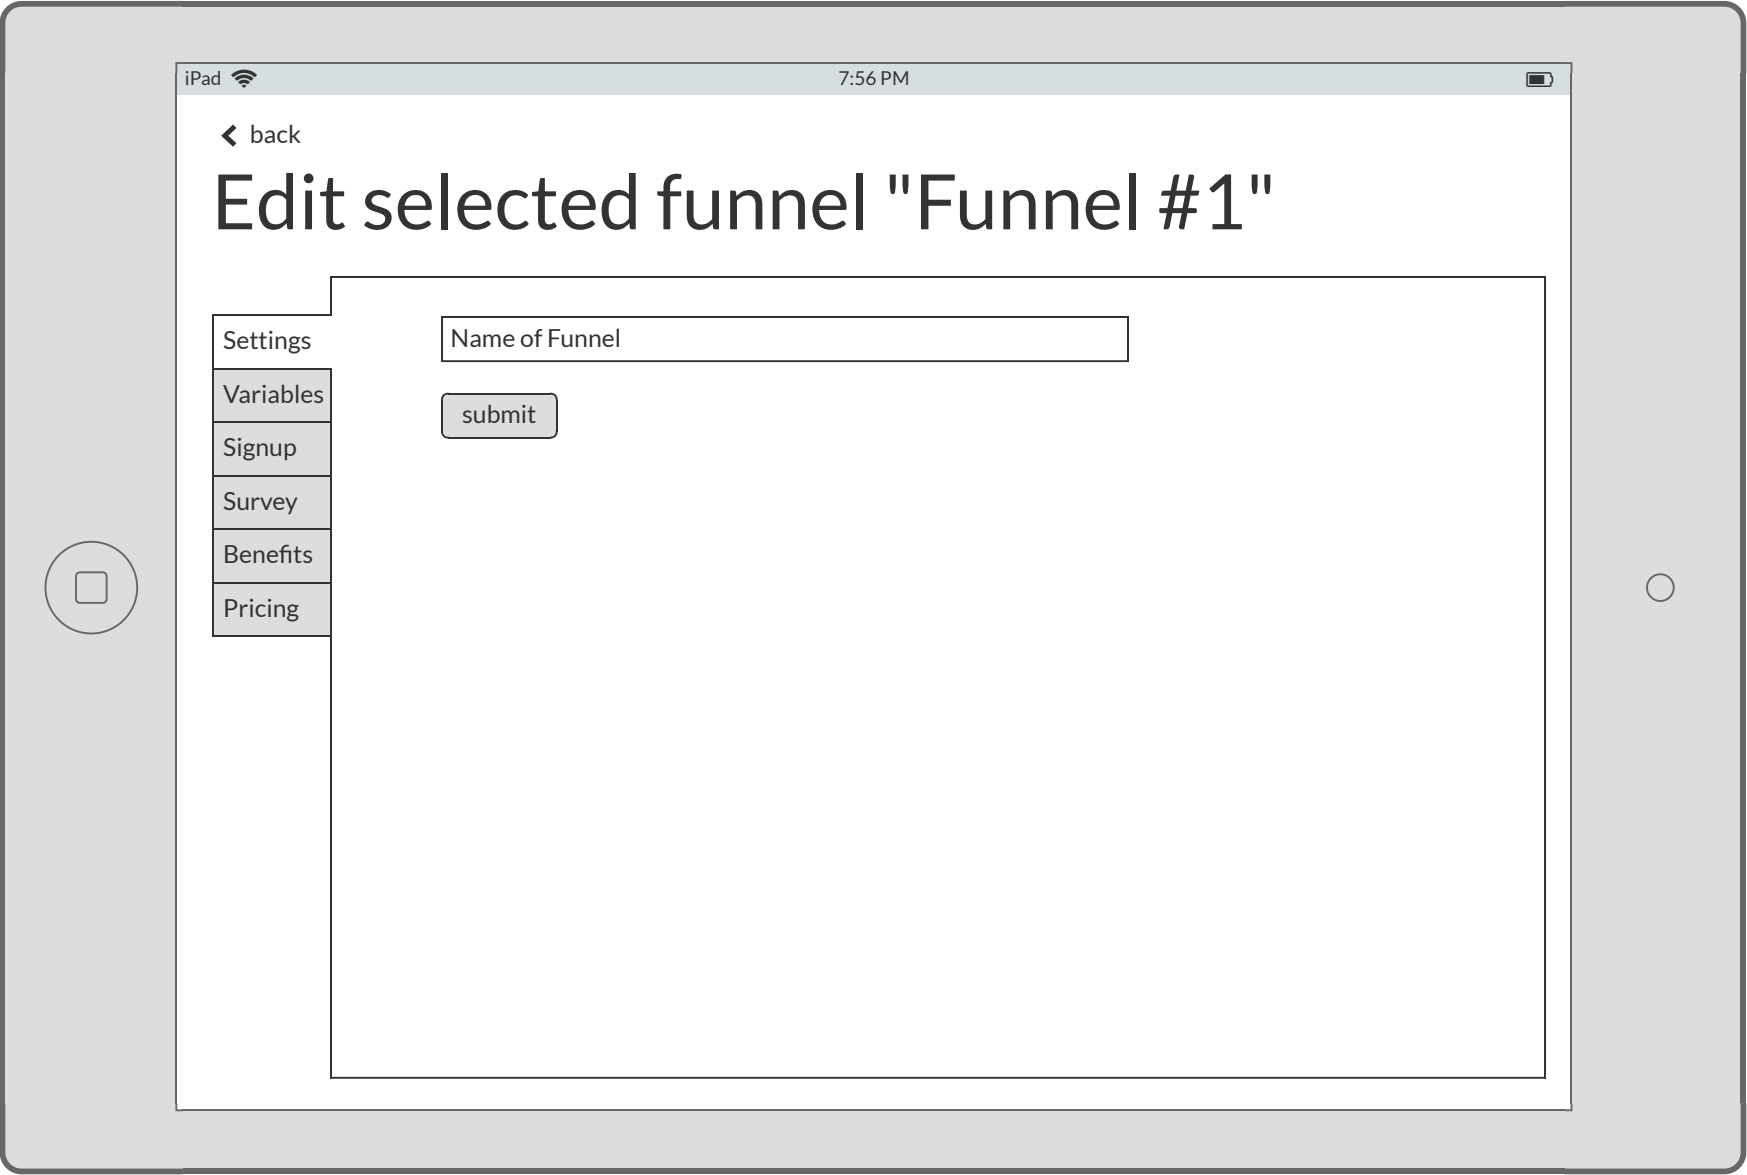 iPad 7:56 PM
back
Edit selected funnel "Funnel #1"
Settings
Variables
Signup
Survey
Benefits
Pricing
Name of Funnel
submit